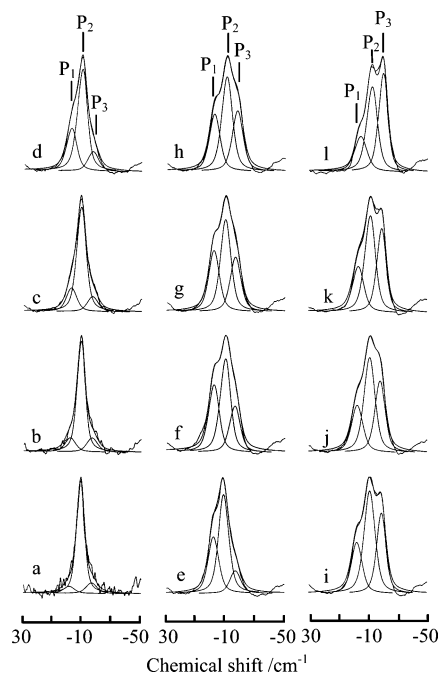 P2 P2 P3
P1 P3 P1 P3 P1 P2
d h l
c g k
b f j
a e i
30 -10 -50 30 -10 -50 30 -10 -50
Chemical shift /cm-1